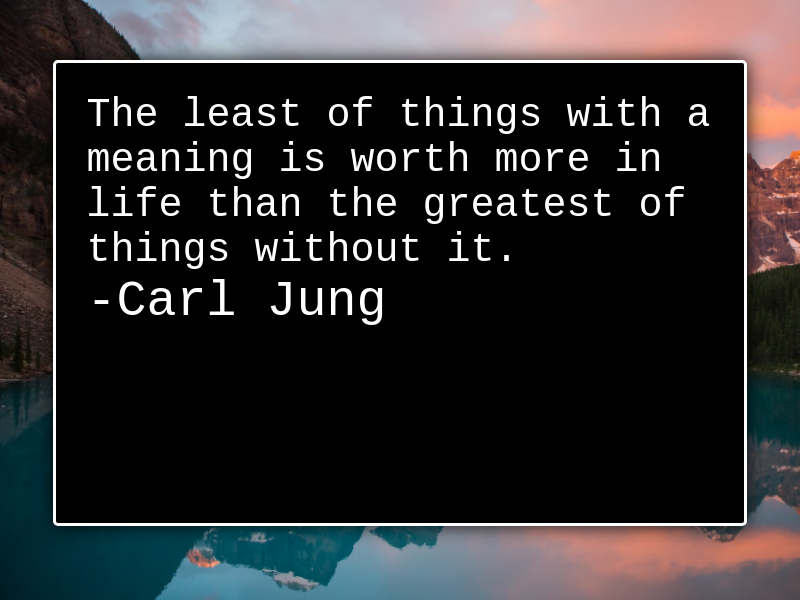 The least of things with a
meaning is worth more in
life than the greatest of
things without it.
-Carl Jung